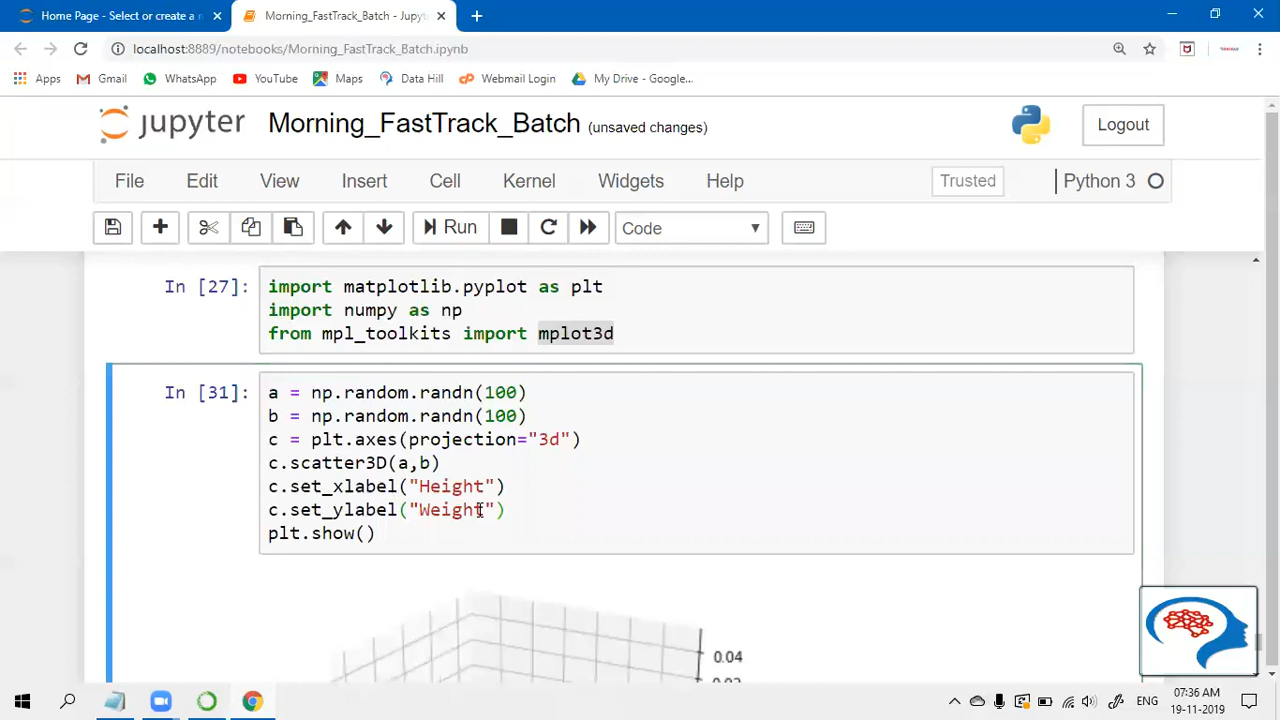 Home Page - Select or create a n
Morning_FastTrack_Batch - Jupyte
localhost:8889/notebooks/Morning_FastTrack_Batch.ipynb
Apps Gmail WhatsApp YouTube Maps Data Hill Webmail Login My Drive - Google...
jupyter Morning_FastTrack_Batch (unsaved changes) Logout
File Edit View Insert Cell Kernel Widgets Help Trusted Python 3
Run Code
In [27]: import matplotlib.pyplot as plt
import numpy as np
from mpl_toolkits import mplot3d
In [31]: a = np.random.randn(100)
b = np.random.randn(100)
c = plt.axes(projection="3d")
c.scatter3D(a,b)
c.set_xlabel("Height")
c.set_ylabel("Weight")
plt.show()
0.04
ENG
07:36 AM
19-11-2019